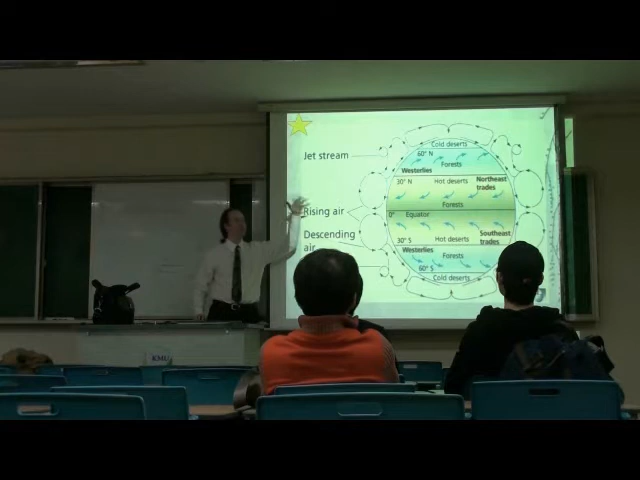 Cold deserts
60° N
Jet stream
Forests
Westerlies
30° N Hot deserts Northeast trades
Rising air
Forests
0° Equator
Descending air
30° S Hot deserts Southeast trades
Westerlies
Forests
60° S
Cold deserts
KMU